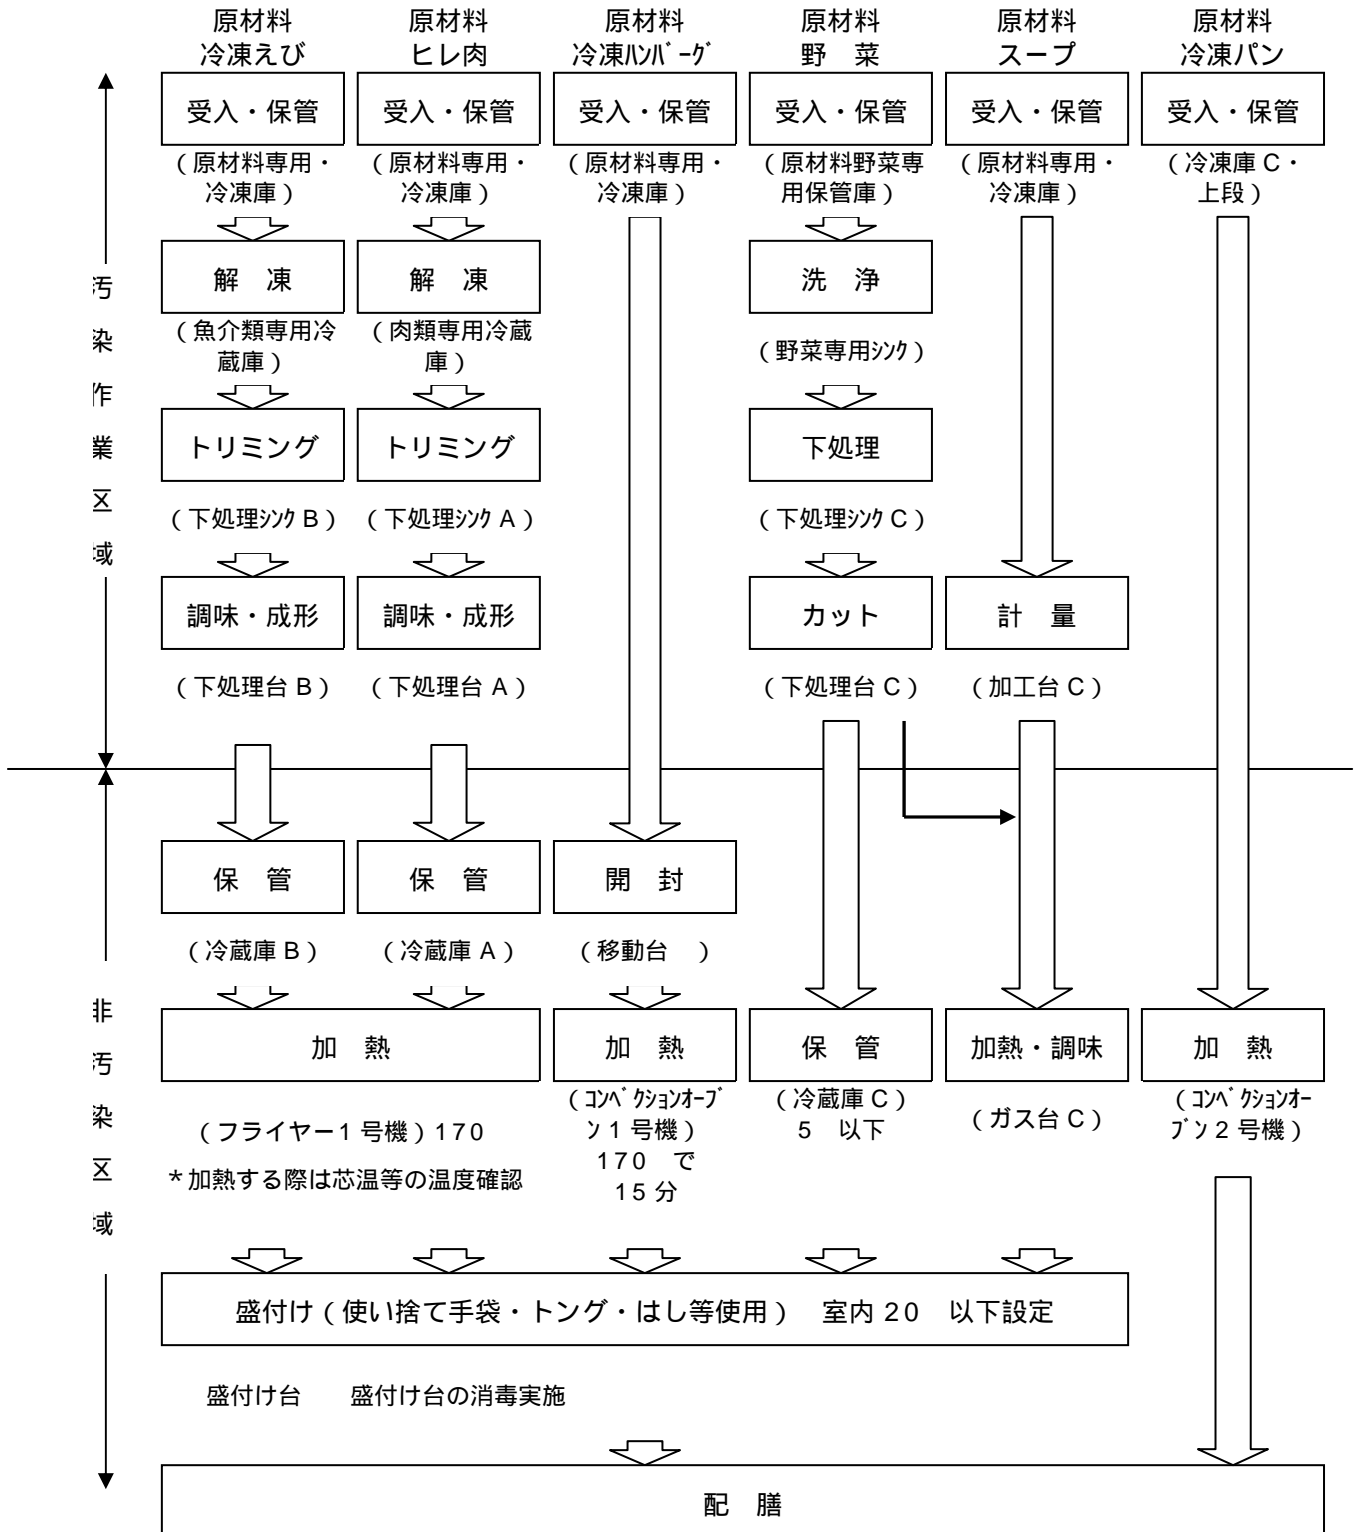 原材料
冷凍えび
原材料
ヒレ肉
原材料
冷凍ﾊﾝﾊﾞｰｸﾞ
原材料
野　菜
原材料
スープ
原材料
冷凍パン
受入・保管
受入・保管
受入・保管
受入・保管
受入・保管
受入・保管
（原材料専用・
冷凍庫）
（原材料専用・
冷凍庫）
（原材料専用・
冷凍庫）
（原材料野菜専
用保管庫）
（原材料専用・
冷凍庫）
（冷凍庫C・
上段）
汚染作業区域
解　凍
解　凍
洗　浄
（魚介類専用冷
蔵庫）
（肉類専用冷蔵
庫）
（野菜専用ｼﾝｸ）
トリミング
トリミング
下処理
（下処理ｼﾝｸB）
（下処理ｼﾝｸA）
（下処理ｼﾝｸC）
調味・成形
調味・成形
カット
計　量
（下処理台B）
（下処理台A）
（下処理台C）
（加工台C）
非汚染区域
保　管
保　管
開　封
（冷蔵庫B）
（冷蔵庫A）
（移動台　）
加　熱
加　熱
保　管
加熱・調味
加　熱
（フライヤー1号機）170
*加熱する際は芯温等の温度確認
（ｺﾝﾍﾞｸｼｮﾝｵｰﾌﾞ
ﾝ1号機）
170　で
15分
（冷蔵庫C）
5　以下
（ガス台C）
（ｺﾝﾍﾞｸｼｮﾝｵｰ
ﾌﾞﾝ2号機）
盛付け（使い捨て手袋・トング・はし等使用）　室内20　以下設定
盛付け台　　盛付け台の消毒実施
配　膳